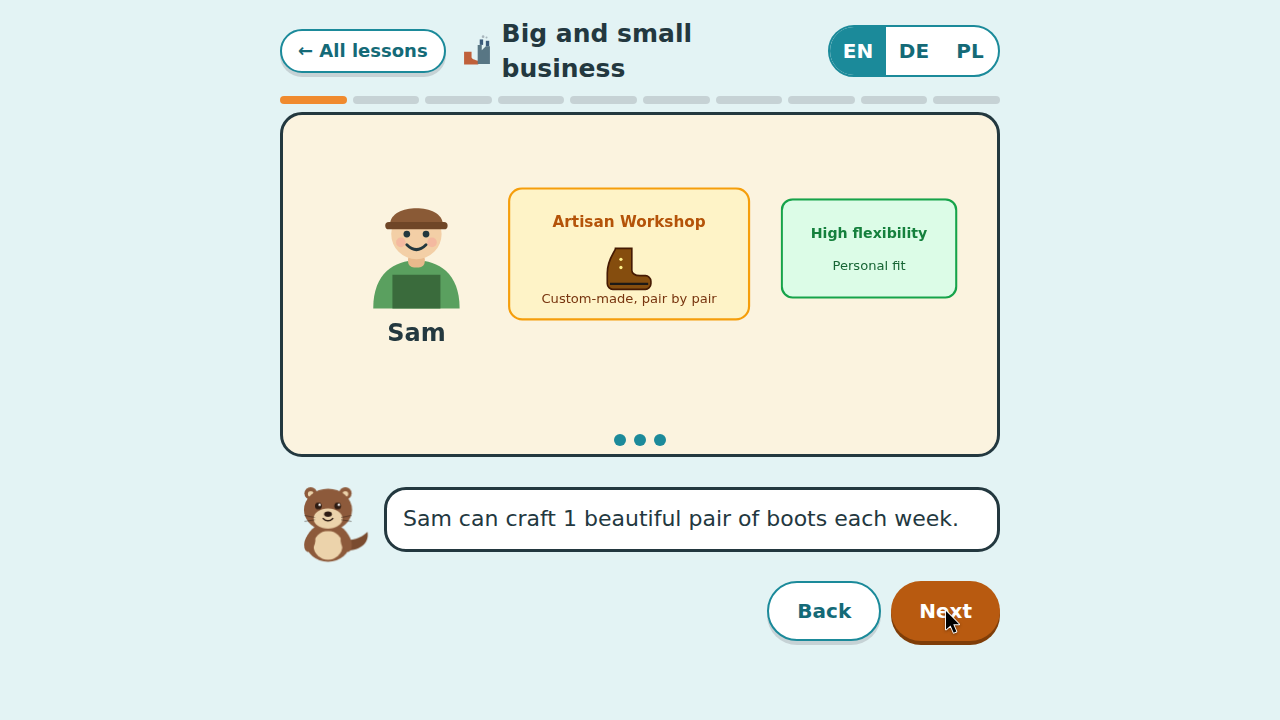 ← All lessons
Big and small
business
EN DE PL
Artisan Workshop
Custom-made, pair by pair
High flexibility
Personal fit
Sam
Sam can craft 1 beautiful pair of boots each week.
Back
Next